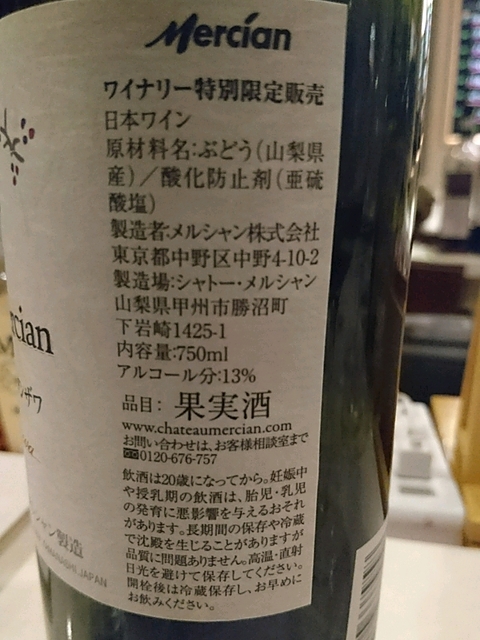 Mercian
ワイナリー特別限定販売
日本ワイン
原材料名:ぶどう(山梨県
産)/酸化防止剤(亜硫
酸塩)
製造者:メルシャン株式会社
東京都中野区中野4-10-2
製造場:シャトー・メルシャン
山梨県甲州市勝沼町
下岩崎1425-1
内容量:750ml
アルコール分:13%
品目: 果実酒
www.chateaumercian.com
お問い合わせは、お客様相談室まで
0120-676-757
飲酒は20歳になってから。妊娠中
や授乳期の飲酒は、胎児・乳児
の発育に悪影響を与えるおそれ
があります。長期間の保存や冷蔵
で沈殿を生じることがありますが
品質に問題ありません。高温・直射
日光を避けて保存してください。
開栓後は冷蔵保存し、お早めに
お飲みください。
rcian
ザワ
シャン製造
JAPAN